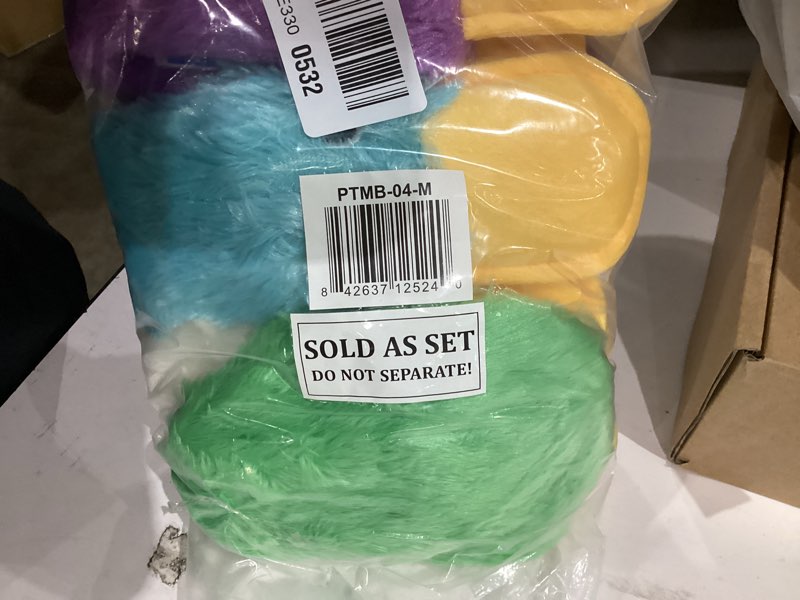 E330 0532
PTMB-04-M
8 42637 12524 0
SOLD AS SET
DO NOT SEPARATE!